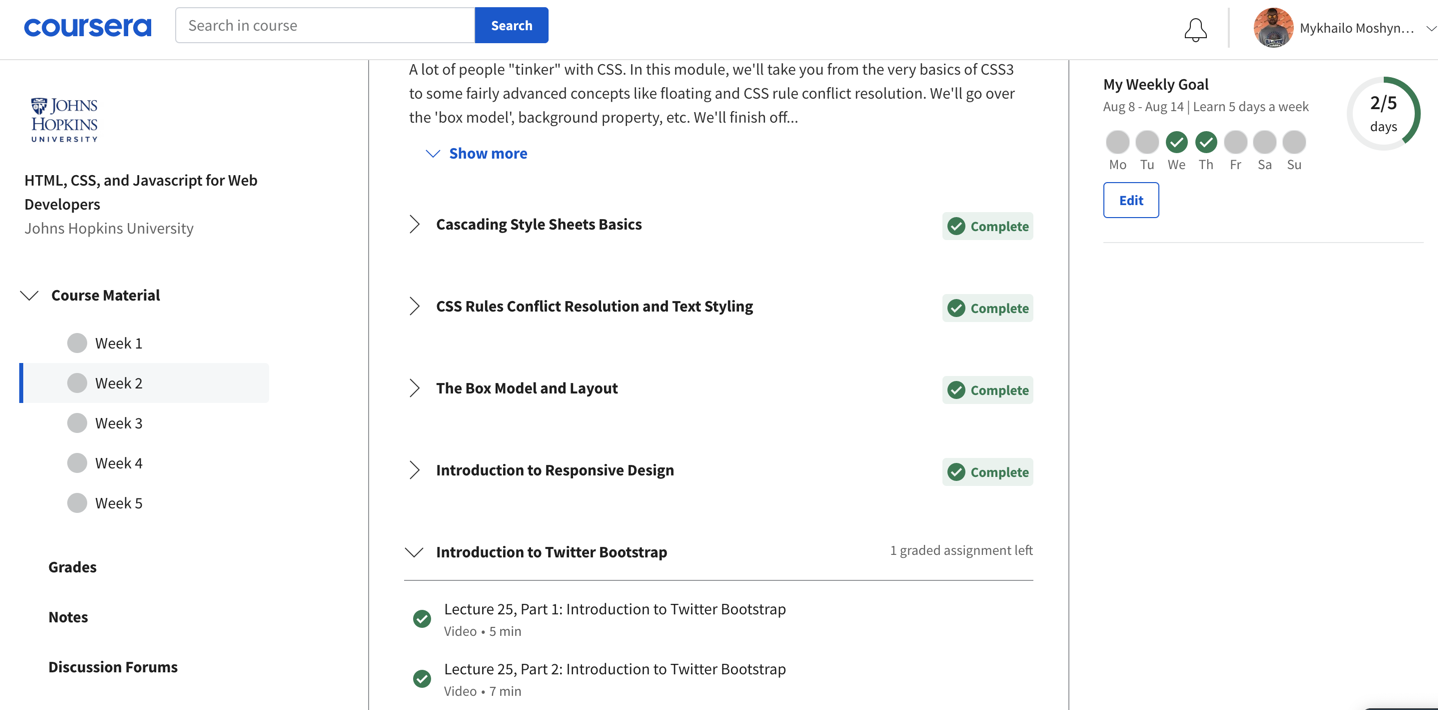 coursera
Search in course
Search
Mykhailo Moshyn...
JOHNS
HOPKINS
UNIVERSITY
HTML, CSS, and Javascript for Web
Developers
Johns Hopkins University
Course Material
Week 1
Week 2
Week 3
Week 4
Week 5
Grades
Notes
Discussion Forums
A lot of people "tinker" with CSS. In this module, we'll take you from the very basics of CSS3
to some fairly advanced concepts like floating and CSS rule conflict resolution. We'll go over
the 'box model', background property, etc. We'll finish off...
Show more
Cascading Style Sheets Basics
Complete
CSS Rules Conflict Resolution and Text Styling
Complete
The Box Model and Layout
Complete
Introduction to Responsive Design
Complete
Introduction to Twitter Bootstrap
1 graded assignment left
Lecture 25, Part 1: Introduction to Twitter Bootstrap
Video • 5 min
Lecture 25, Part 2: Introduction to Twitter Bootstrap
Video • 7 min
My Weekly Goal
Aug 8 - Aug 14 | Learn 5 days a week
2/5
days
Mo Tu We Th Fr Sa Su
Edit